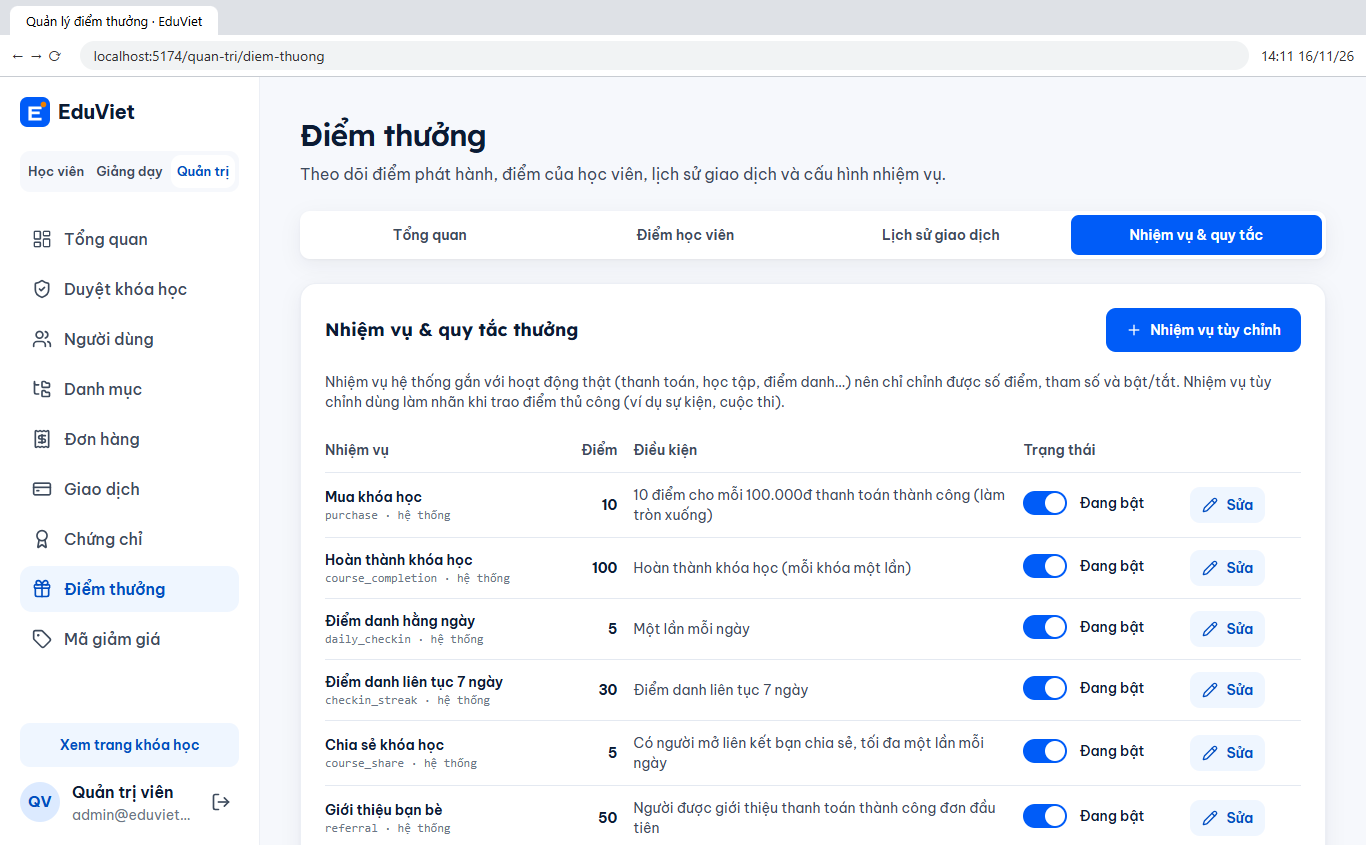 Quản lý điểm thưởng · EduViet
localhost:5174/quan-tri/diem-thuong
14:11 16/11/26
EduViet
Học viên Giảng dạy Quản trị
Tổng quan
Duyệt khóa học
Người dùng
Danh mục
Đơn hàng
Giao dịch
Chứng chỉ
Điểm thưởng
Mã giảm giá
Xem trang khóa học
QV
Quản trị viên
admin@eduviet...
Điểm thưởng
Theo dõi điểm phát hành, điểm của học viên, lịch sử giao dịch và cấu hình nhiệm vụ.
Tổng quan Điểm học viên Lịch sử giao dịch Nhiệm vụ & quy tắc
Nhiệm vụ & quy tắc thưởng
+ Nhiệm vụ tùy chỉnh
Nhiệm vụ hệ thống gắn với hoạt động thật (thanh toán, học tập, điểm danh…) nên chỉ chỉnh được số điểm, tham số và bật/tắt. Nhiệm vụ tùy
chỉnh dùng làm nhãn khi trao điểm thủ công (ví dụ sự kiện, cuộc thi).
Nhiệm vụ Điểm Điều kiện Trạng thái
Mua khóa học
purchase · hệ thống
10
10 điểm cho mỗi 100.000đ thanh toán thành công (làm
tròn xuống)
Đang bật
Sửa
Hoàn thành khóa học
course_completion · hệ thống
100
Hoàn thành khóa học (mỗi khóa một lần)
Đang bật
Sửa
Điểm danh hằng ngày
daily_checkin · hệ thống
5
Một lần mỗi ngày
Đang bật
Sửa
Điểm danh liên tục 7 ngày
checkin_streak · hệ thống
30
Điểm danh liên tục 7 ngày
Đang bật
Sửa
Chia sẻ khóa học
course_share · hệ thống
5
Có người mở liên kết bạn chia sẻ, tối đa một lần mỗi
ngày
Đang bật
Sửa
Giới thiệu bạn bè
referral · hệ thống
50
Người được giới thiệu thanh toán thành công đơn đầu
tiên
Đang bật
Sửa